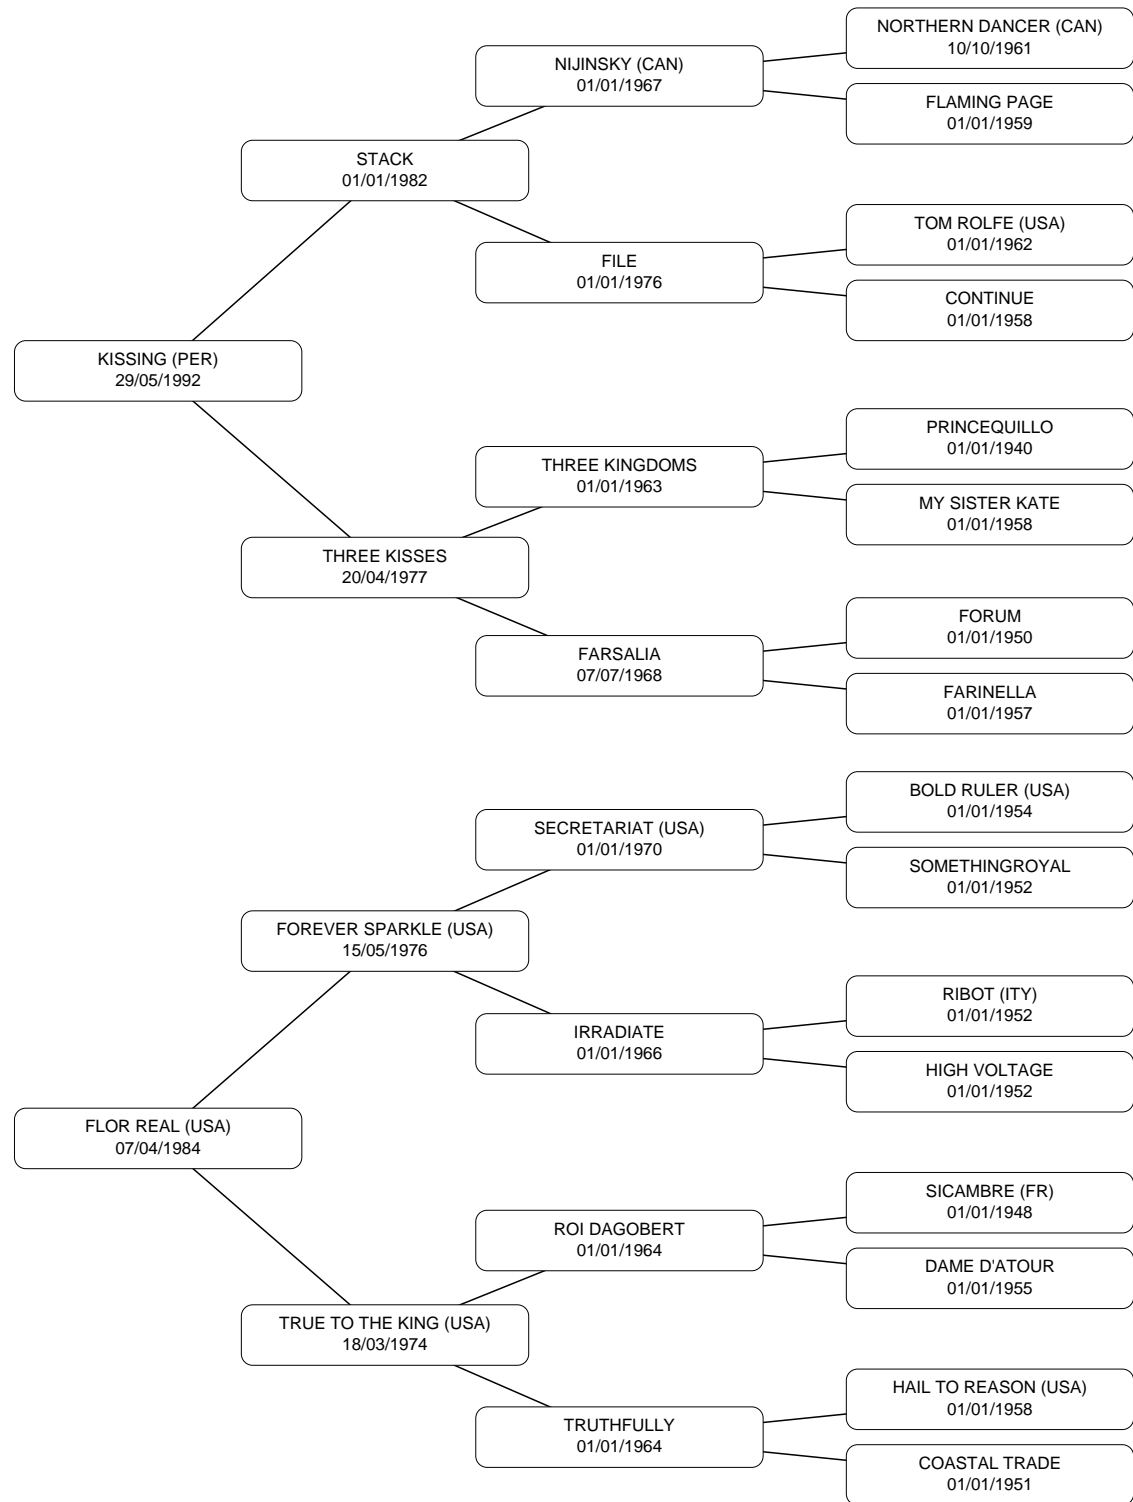 NORTHERN DANCER (CAN)
10/10/1961
NIJINSKY (CAN)
01/01/1967
FLAMING PAGE
01/01/1959
STACK
01/01/1982
TOM ROLFE (USA)
01/01/1962
FILE
01/01/1976
CONTINUE
01/01/1958
KISSING (PER)
29/05/1992
PRINCEQUILLO
01/01/1940
THREE KINGDOMS
01/01/1963
MY SISTER KATE
01/01/1958
THREE KISSES
20/04/1977
FORUM
01/01/1950
FARSALIA
07/07/1968
FARINELLA
01/01/1957
BOLD RULER (USA)
01/01/1954
SECRETARIAT (USA)
01/01/1970
SOMETHINGROYAL
01/01/1952
FOREVER SPARKLE (USA)
15/05/1976
RIBOT (ITY)
01/01/1952
IRRADIATE
01/01/1966
HIGH VOLTAGE
01/01/1952
FLOR REAL (USA)
07/04/1984
SICAMBRE (FR)
01/01/1948
ROI DAGOBERT
01/01/1964
DAME D'ATOUR
01/01/1955
TRUE TO THE KING (USA)
18/03/1974
HAIL TO REASON (USA)
01/01/1958
TRUTHFULLY
01/01/1964
COASTAL TRADE
01/01/1951